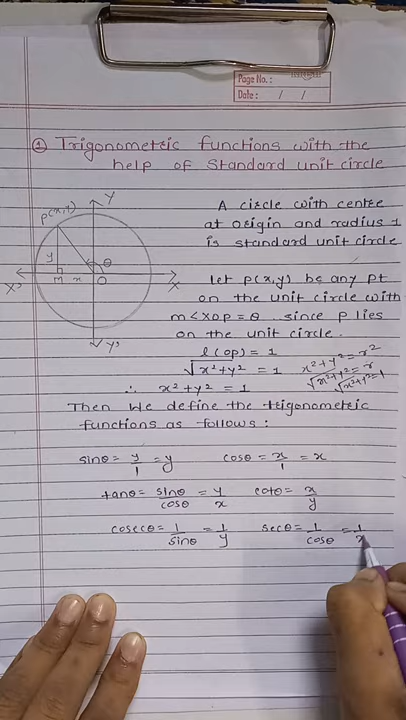 Page No. :
Date : / /
① Trigonometric functions with the
help of Standard unit circle
Y
P(x,y)
y
θ
X'
M
x
O
X
Y'
A circle with centre
at origin and radius 1
is standard unit circle
let p(x,y) be any pt
on the unit circle with
m<XOP = θ . since P lies
on the unit circle.
l(OP) = 1
√x²+y² = 1
∴ x²+y² = 1
x²+y² = r²
√x²+y² = r
√x²+y² = 1
Then We define the trigonometric
functions as follows :
sinθ = y/1 = y cosθ = x/1 = x
tanθ = sinθ/cosθ = y/x cotθ = x/y
cosecθ = 1/sinθ = 1/y secθ = 1/cosθ = 1/x